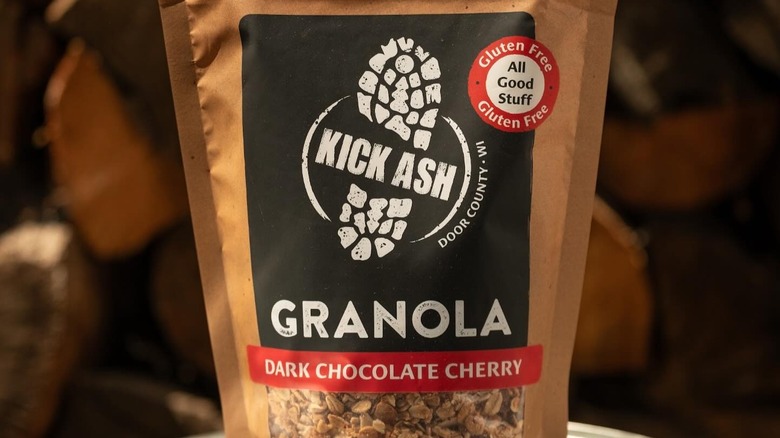 Gluten Free
All
Good
Stuff
Gluten Free
KICK ASH
DOOR COUNTY • WI
GRANOLA
DARK CHOCOLATE CHERRY